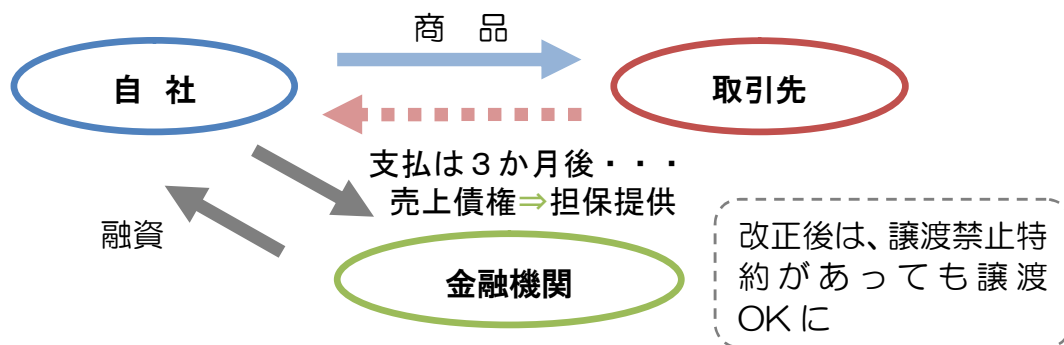 商　品
自　社
取引先
支払は３か月後・・・
売上債権⇒担保提供
融資
金融機関
改正後は、譲渡禁止特
約があっても譲渡
OKに